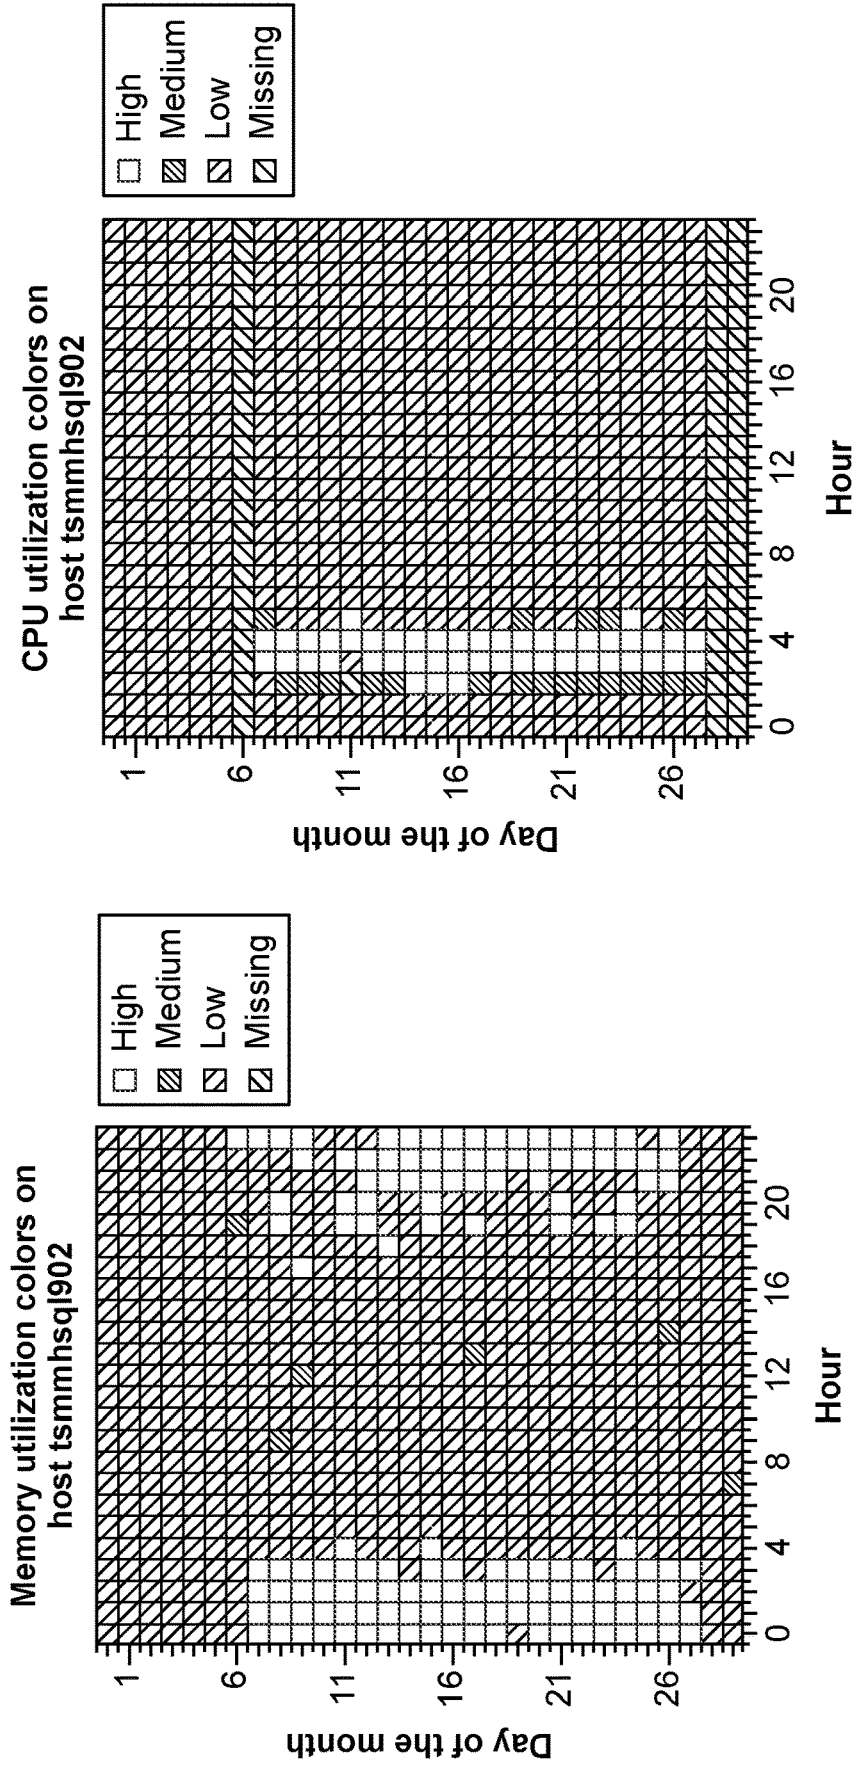 Memory utilization colors on
host tsmmhsql902
High
Medium
Low
Missing
Day of the month
1
6
11
16
21
26
0
4
8
12
16
20
Hour
CPU utilization colors on
host tsmmhsql902
High
Medium
Low
Missing
Day of the month
1
6
11
16
21
26
0
4
8
12
16
20
Hour